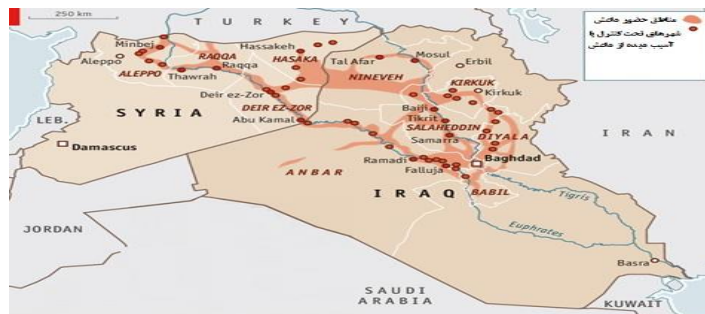 250 km
TURKEY
مناطق حضور داعش
شهرهای تحت کنترل یا
آسیب دیده از داعش
Minbej
Aleppo
ALEPPO
RAQQA
Raqqa
Thawrah
Hassakeh
HASAKA
Tal Afar
Mosul
Erbil
NINEVEH
KIRKUK
Kirkuk
Deir ez-Zor
DEIR EZ-ZOR
Abu Kamal
SYRIA
LEB.
Damascus
Baiji
Tikrit
SALAHEDDIN
Samarra
DIYALA
IRAN
Ramadi
Falluja
Baghdad
ANBAR
IRAQ
BABIL
Tigris
Euphrates
JORDAN
Basra
SAUDI
ARABIA
KUWAIT